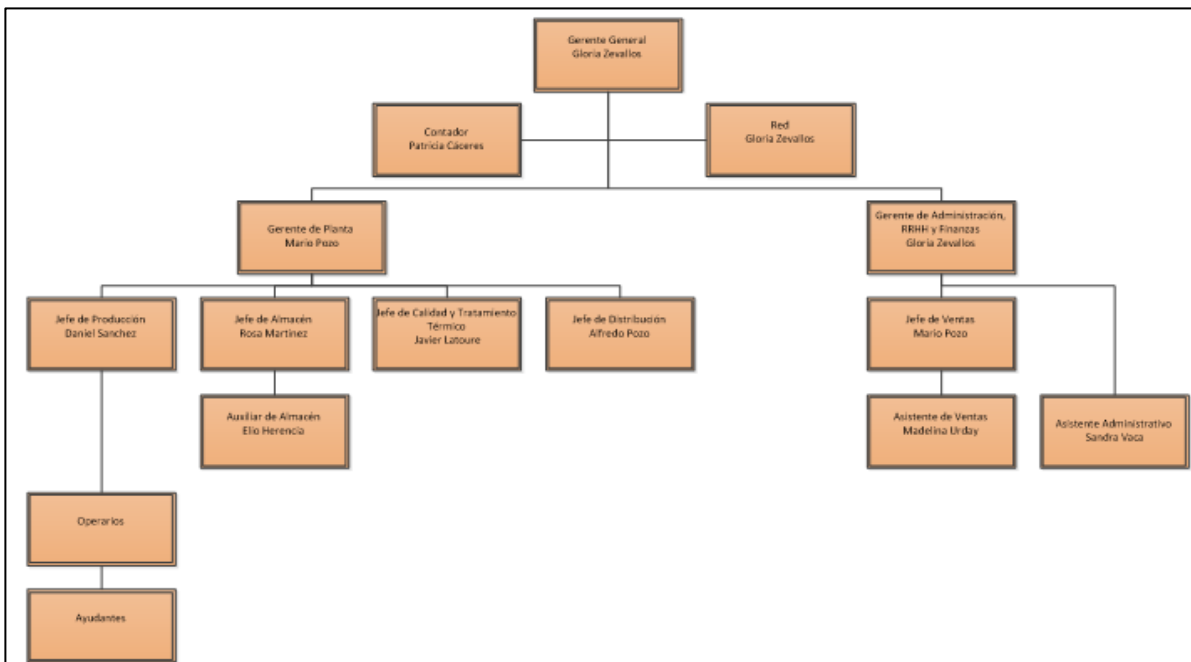 Gerente General
Gloria Zevallos
Contador
Patricia Cáceres
Red
Gloria Zevallos
Gerente de Planta
Mario Pozo
Gerente de Administración,
RRHH y Finanzas
Gloria Zevallos
Jefe de Producción
Daniel Sanchez
Jefe de Almacén
Rosa Martinez
Jefe de Calidad y Tratamiento
Térmico
Javier Latoure
Jefe de Distribución
Alfredo Pozo
Jefe de Ventas
Mario Pozo
Auxiliar de Almacén
Elio Herencia
Asistente de Ventas
Madelina Urday
Asistente Administrativo
Sandra Vaca
Operarios
Ayudantes